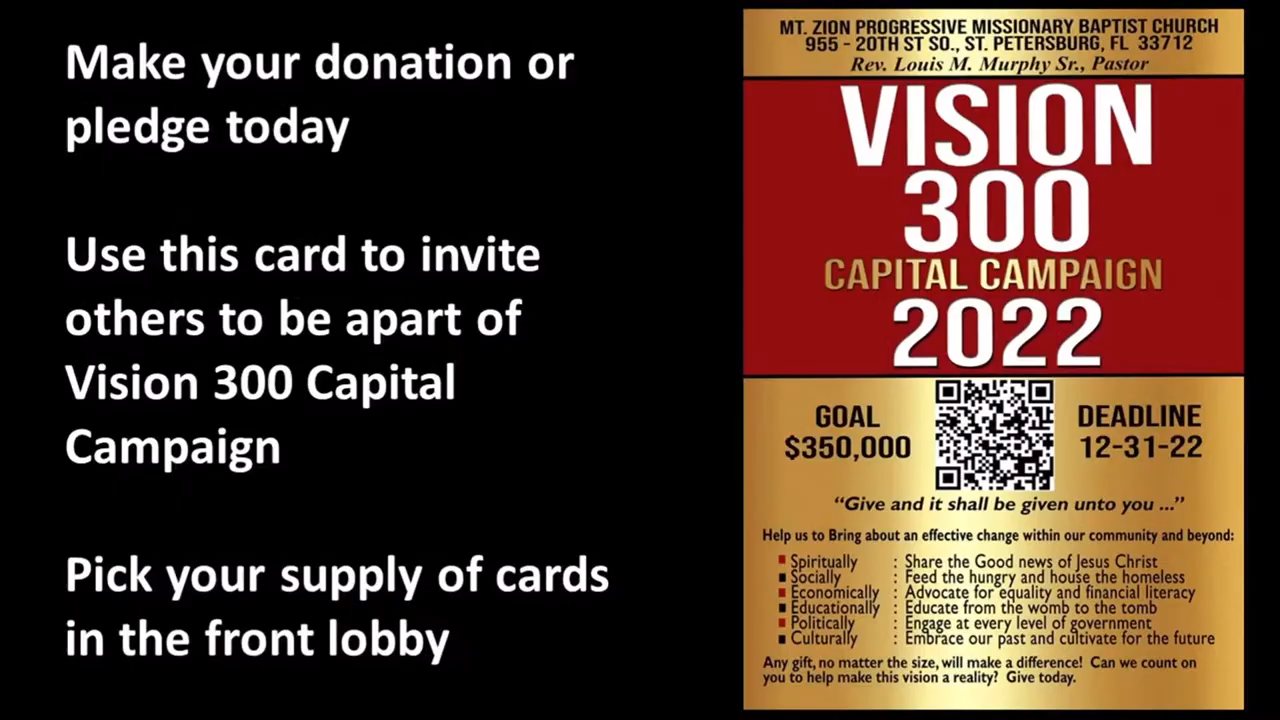 Make your donation or
pledge today
Use this card to invite
others to be apart of
Vision 300 Capital
Campaign
Pick your supply of cards
in the front lobby
MT. ZION PROGRESSIVE MISSIONARY BAPTIST CHURCH
955 - 20TH ST SO., ST. PETERSBURG, FL 33712
Rev. Louis M. Murphy Sr., Pastor
VISION
300
CAPITAL CAMPAIGN
2022
GOAL
$350,000
DEADLINE
12-31-22
“Give and it shall be given unto you ...”
Help us to Bring about an effective change within our community and beyond:
Spiritually : Share the Good news of Jesus Christ
Socially : Feed the hungry and house the homeless
Economically : Advocate for equality and financial literacy
Educationally : Educate from the womb to the tomb
Politically : Engage at every level of government
Culturally : Embrace our past and cultivate for the future
Any gift, no matter the size, will make a difference! Can we count on
you to help make this vision a reality? Give today.